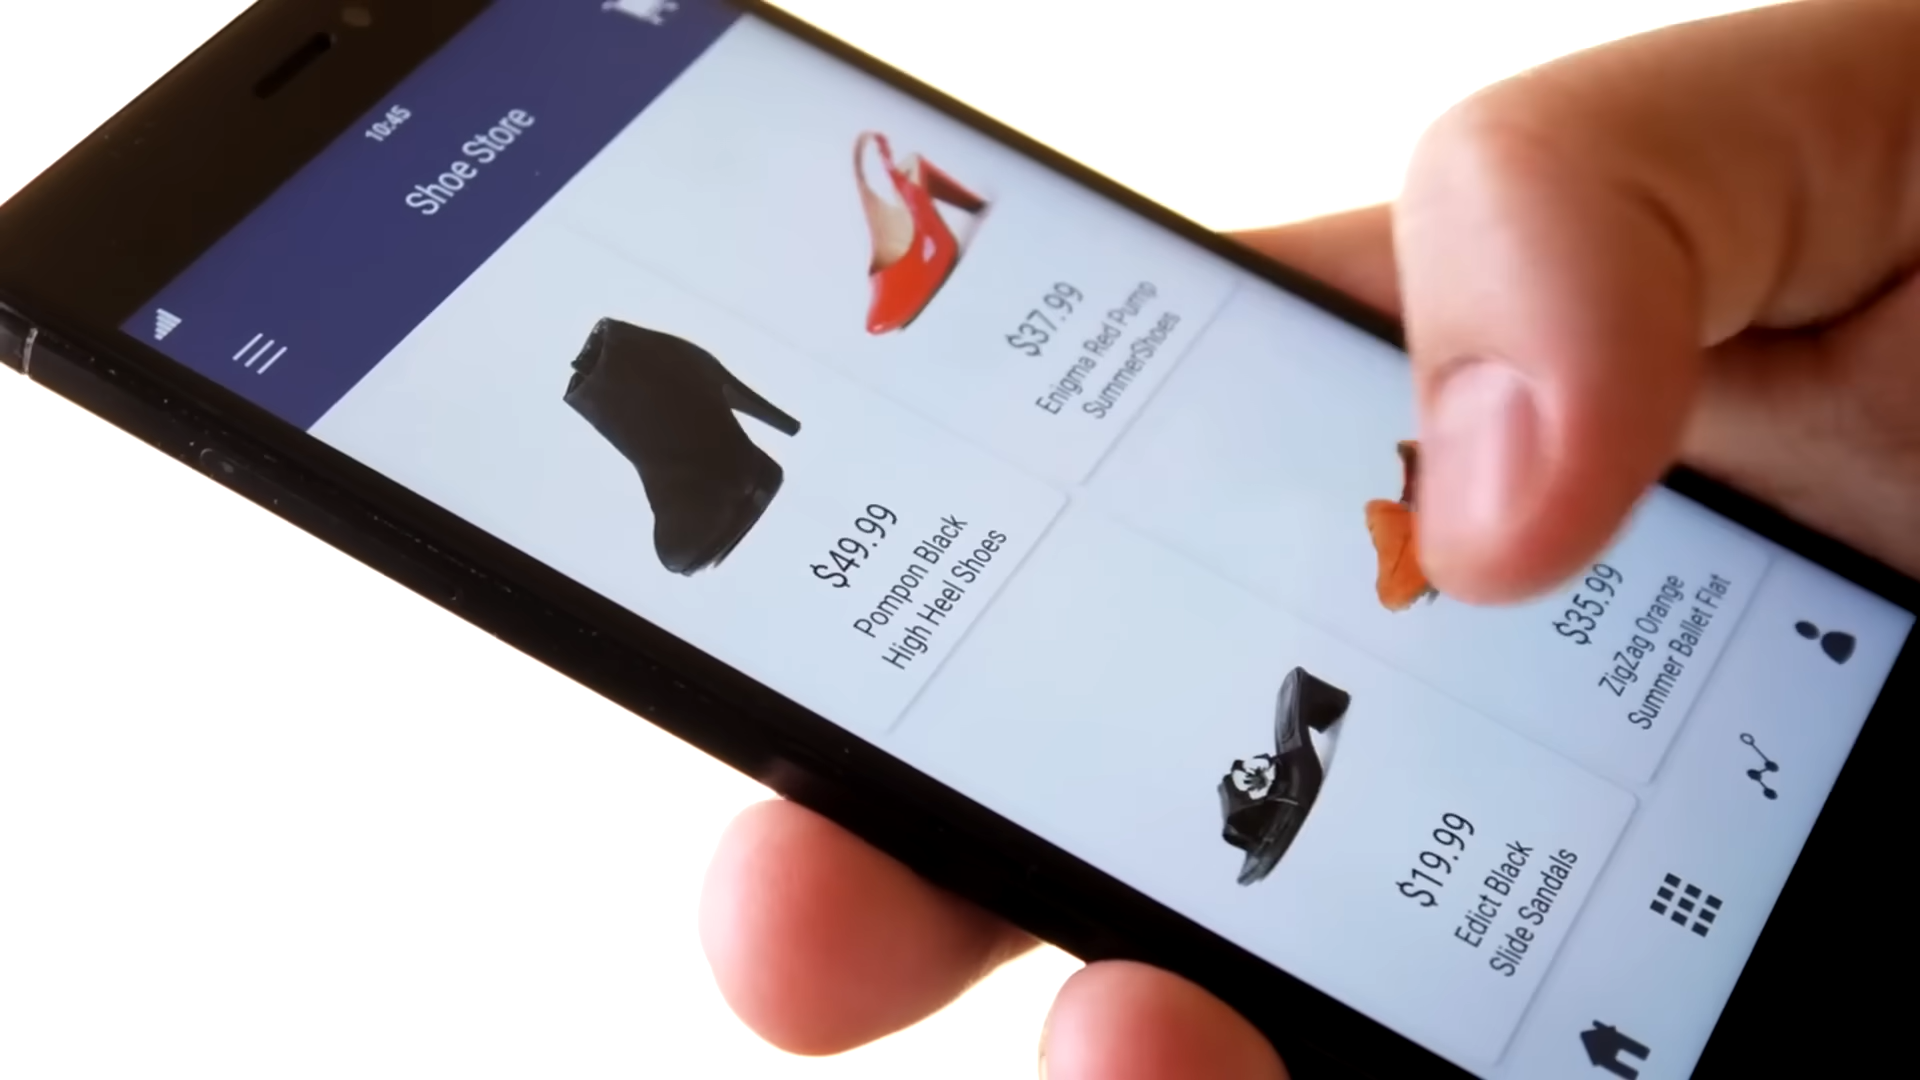 10:45
Shoe Store
$49.99
Pompon Black
High Heel Shoes
$37.99
Enigma Red Pump
SummerShoes
$19.99
Edict Black
Slide Sandals
$35.99
ZigZag Orange
Summer Ballet Flat